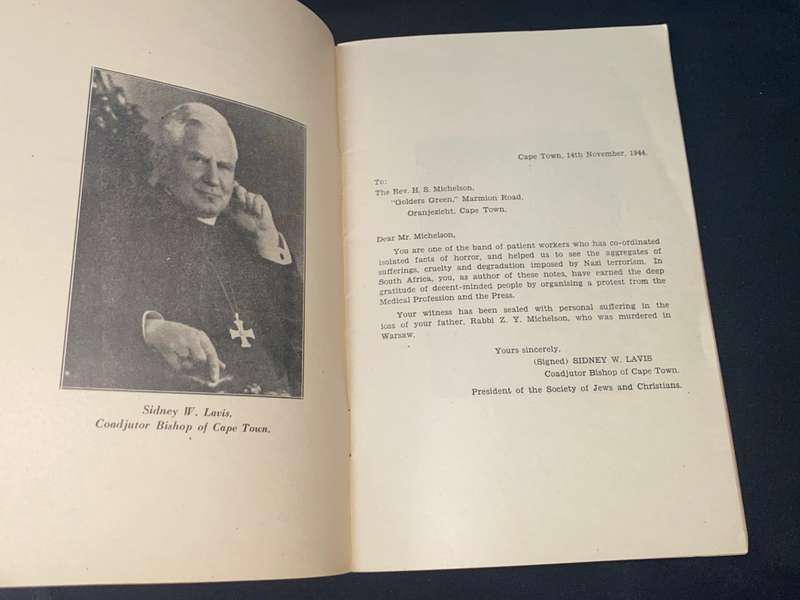 Sidney W. Lavis,
Coadjutor Bishop of Cape Town.
Cape Town, 14th November, 1944.
To:
The Rev. H. S. Michelson,
"Golders Green," Marmion Road,
Oranjezicht, Cape Town.
Dear Mr. Michelson,
You are one of the band of patient workers who has co-ordinated
isolated facts of horror, and helped us to see the aggregates of
sufferings, cruelty and degradation imposed by Nazi terrorism. In
South Africa, you, as author of these notes, have earned the deep
gratitude of decent-minded people by organising a protest from the
Medical Profession and the Press.
Your witness has been sealed with personal suffering in the
loss of your father, Rabbi Z. Y. Michelson, who was murdered in
Warsaw.
Yours sincerely,
(Signed) SIDNEY W. LAVIS
Coadjutor Bishop of Cape Town.
President of the Society of Jews and Christians.